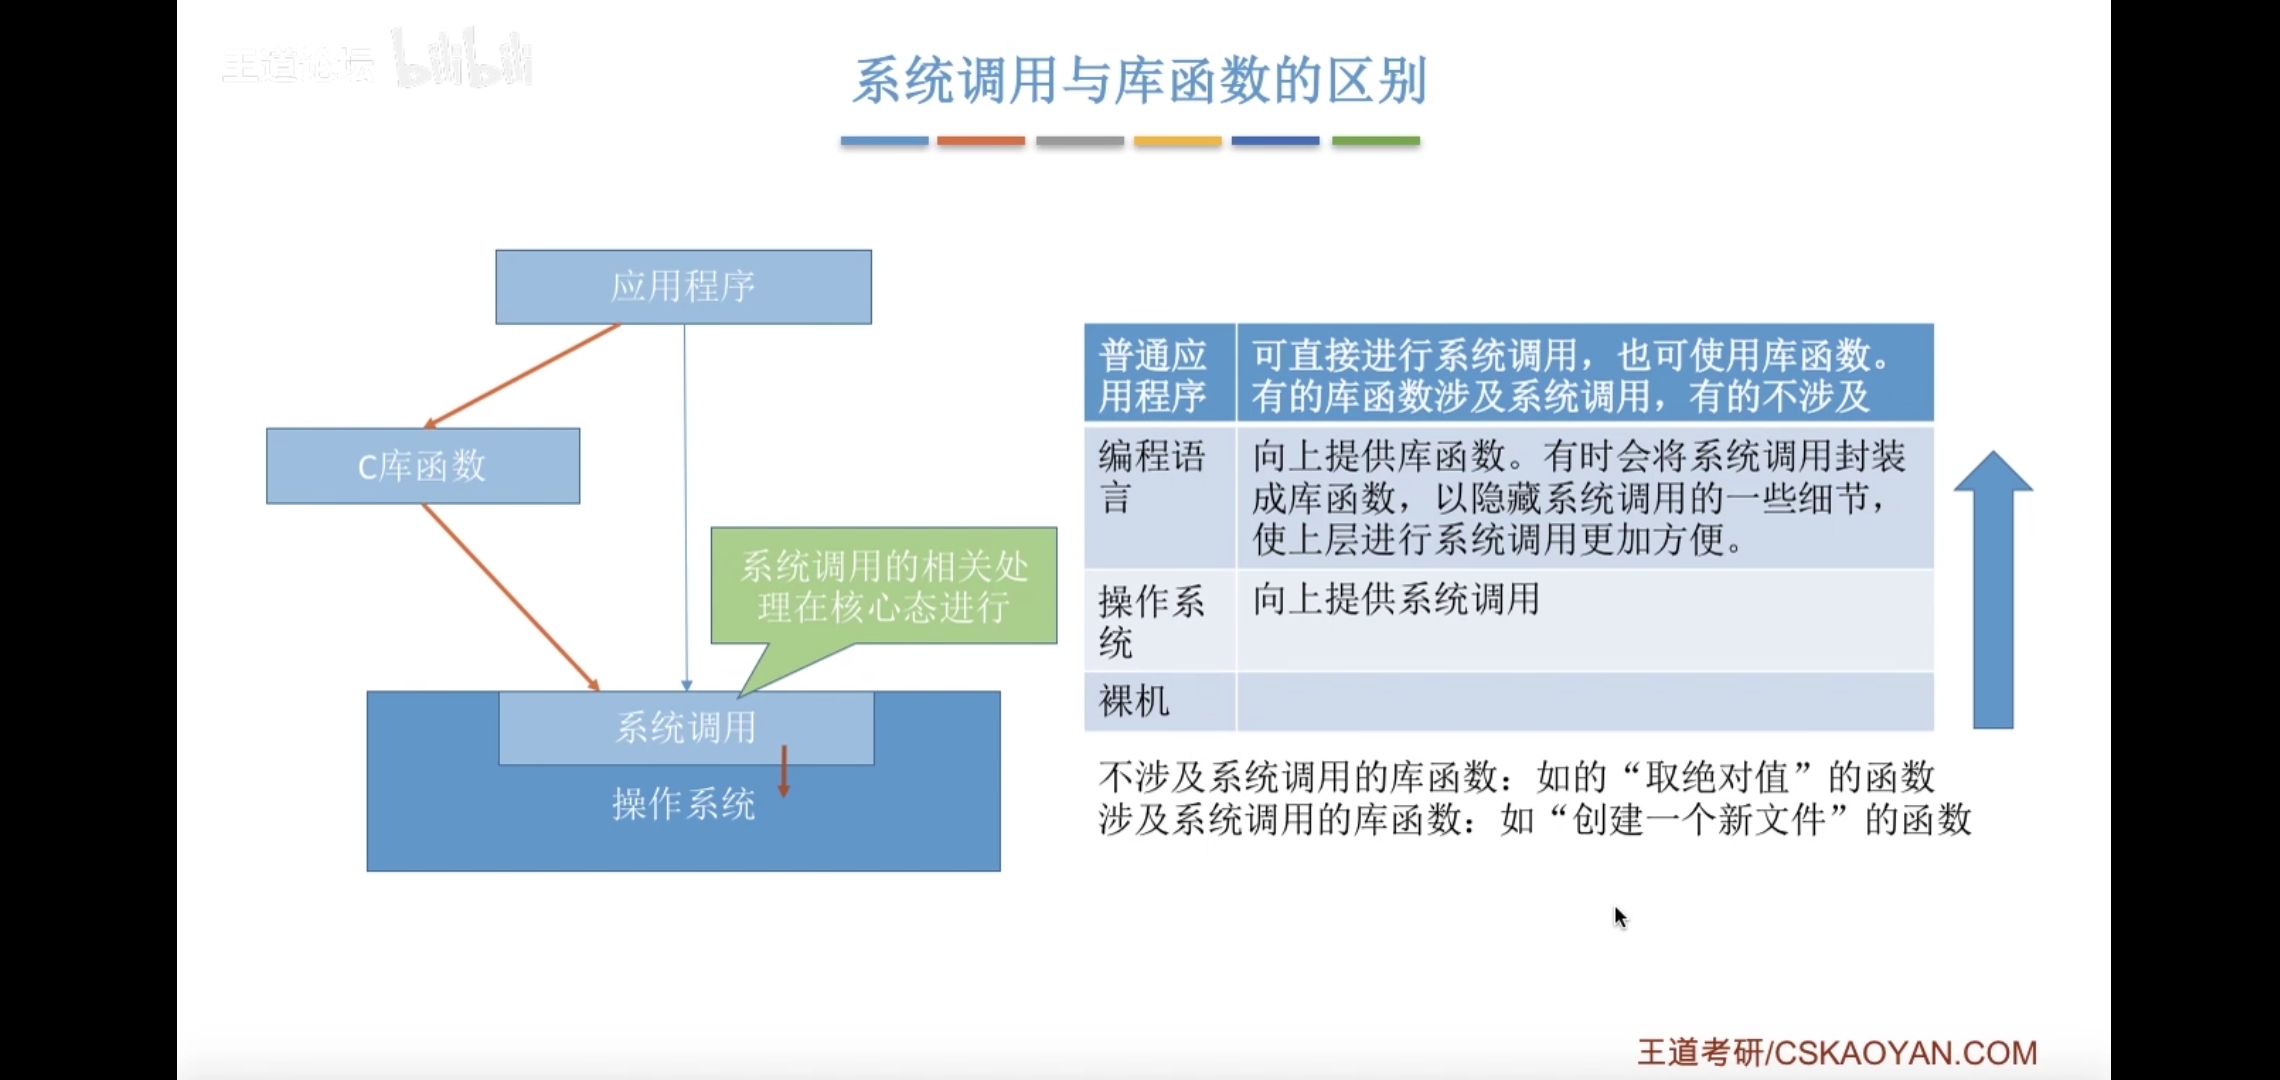 王道论坛 bilibili
系统调用与库函数的区别
应用程序
C库函数
系统调用的相关处
理在核心态进行
系统调用
操作系统
普通应
用程序
可直接进行系统调用，也可使用库函数。
有的库函数涉及系统调用，有的不涉及
编程语
言
向上提供库函数。有时会将系统调用封装
成库函数，以隐藏系统调用的一些细节，
使上层进行系统调用更加方便。
操作系
统
向上提供系统调用
裸机
不涉及系统调用的库函数：如的“取绝对值”的函数
涉及系统调用的库函数：如“创建一个新文件”的函数
王道考研/CSKAOYAN.COM